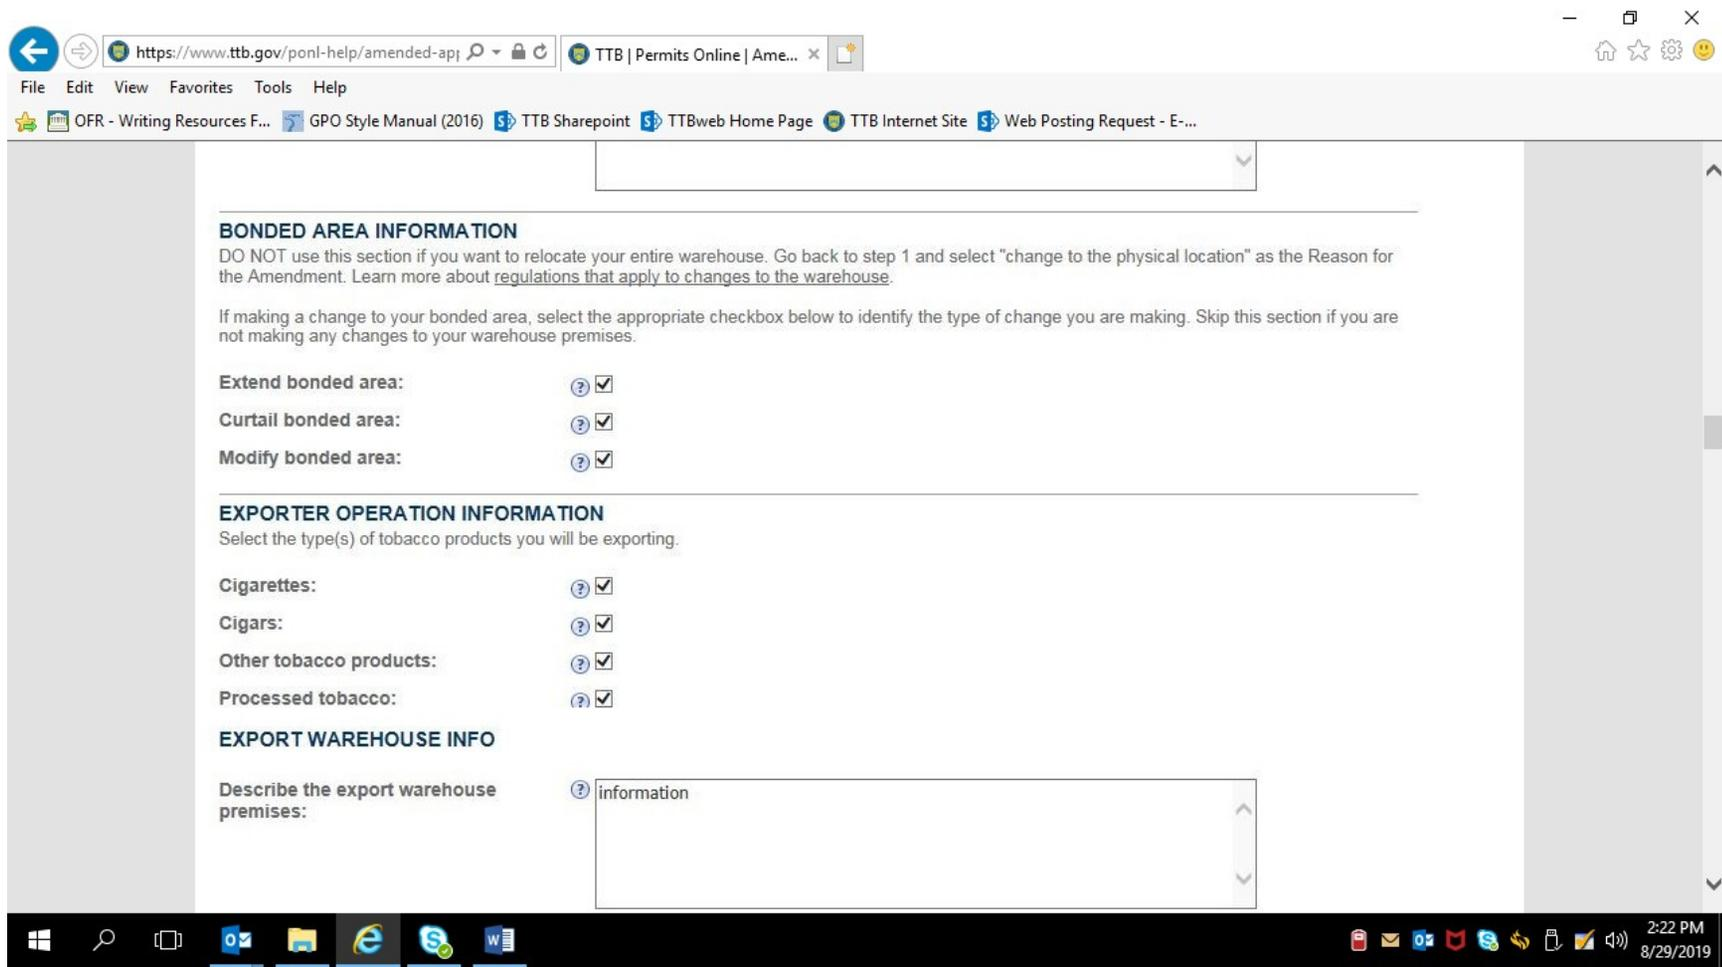 https://www.ttb.gov/ponl-help/amended-apr
TTB | Permits Online | Ame...
File Edit View Favorites Tools Help
OFR - Writing Resources F... GPO Style Manual (2016) TTB Sharepoint TTBweb Home Page TTB Internet Site Web Posting Request - E-...
BONDED AREA INFORMATION
DO NOT use this section if you want to relocate your entire warehouse. Go back to step 1 and select "change to the physical location" as the Reason for
the Amendment. Learn more about regulations that apply to changes to the warehouse.
If making a change to your bonded area, select the appropriate checkbox below to identify the type of change you are making. Skip this section if you are
not making any changes to your warehouse premises.
Extend bonded area:
Curtail bonded area:
Modify bonded area:
EXPORTER OPERATION INFORMATION
Select the type(s) of tobacco products you will be exporting.
Cigarettes:
Cigars:
Other tobacco products:
Processed tobacco:
EXPORT WAREHOUSE INFO
Describe the export warehouse
premises:
information
2:22 PM
8/29/2019